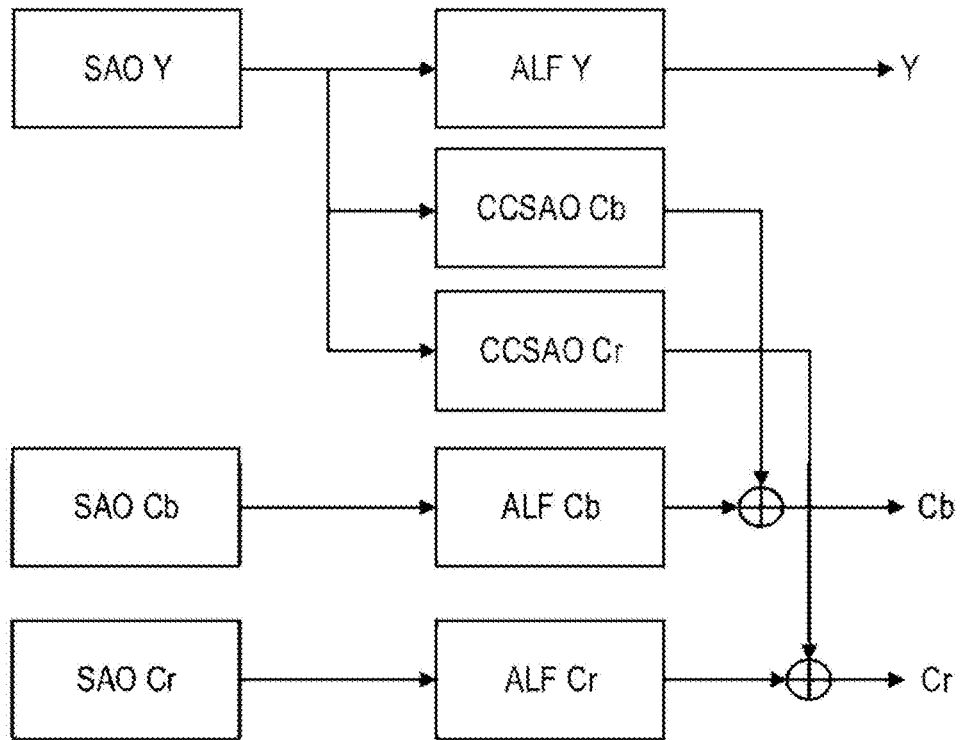 SAO Y
ALF Y
Y
CCSAO Cb
CCSAO Cr
SAO Cb
ALF Cb
Cb
SAO Cr
ALF Cr
Cr